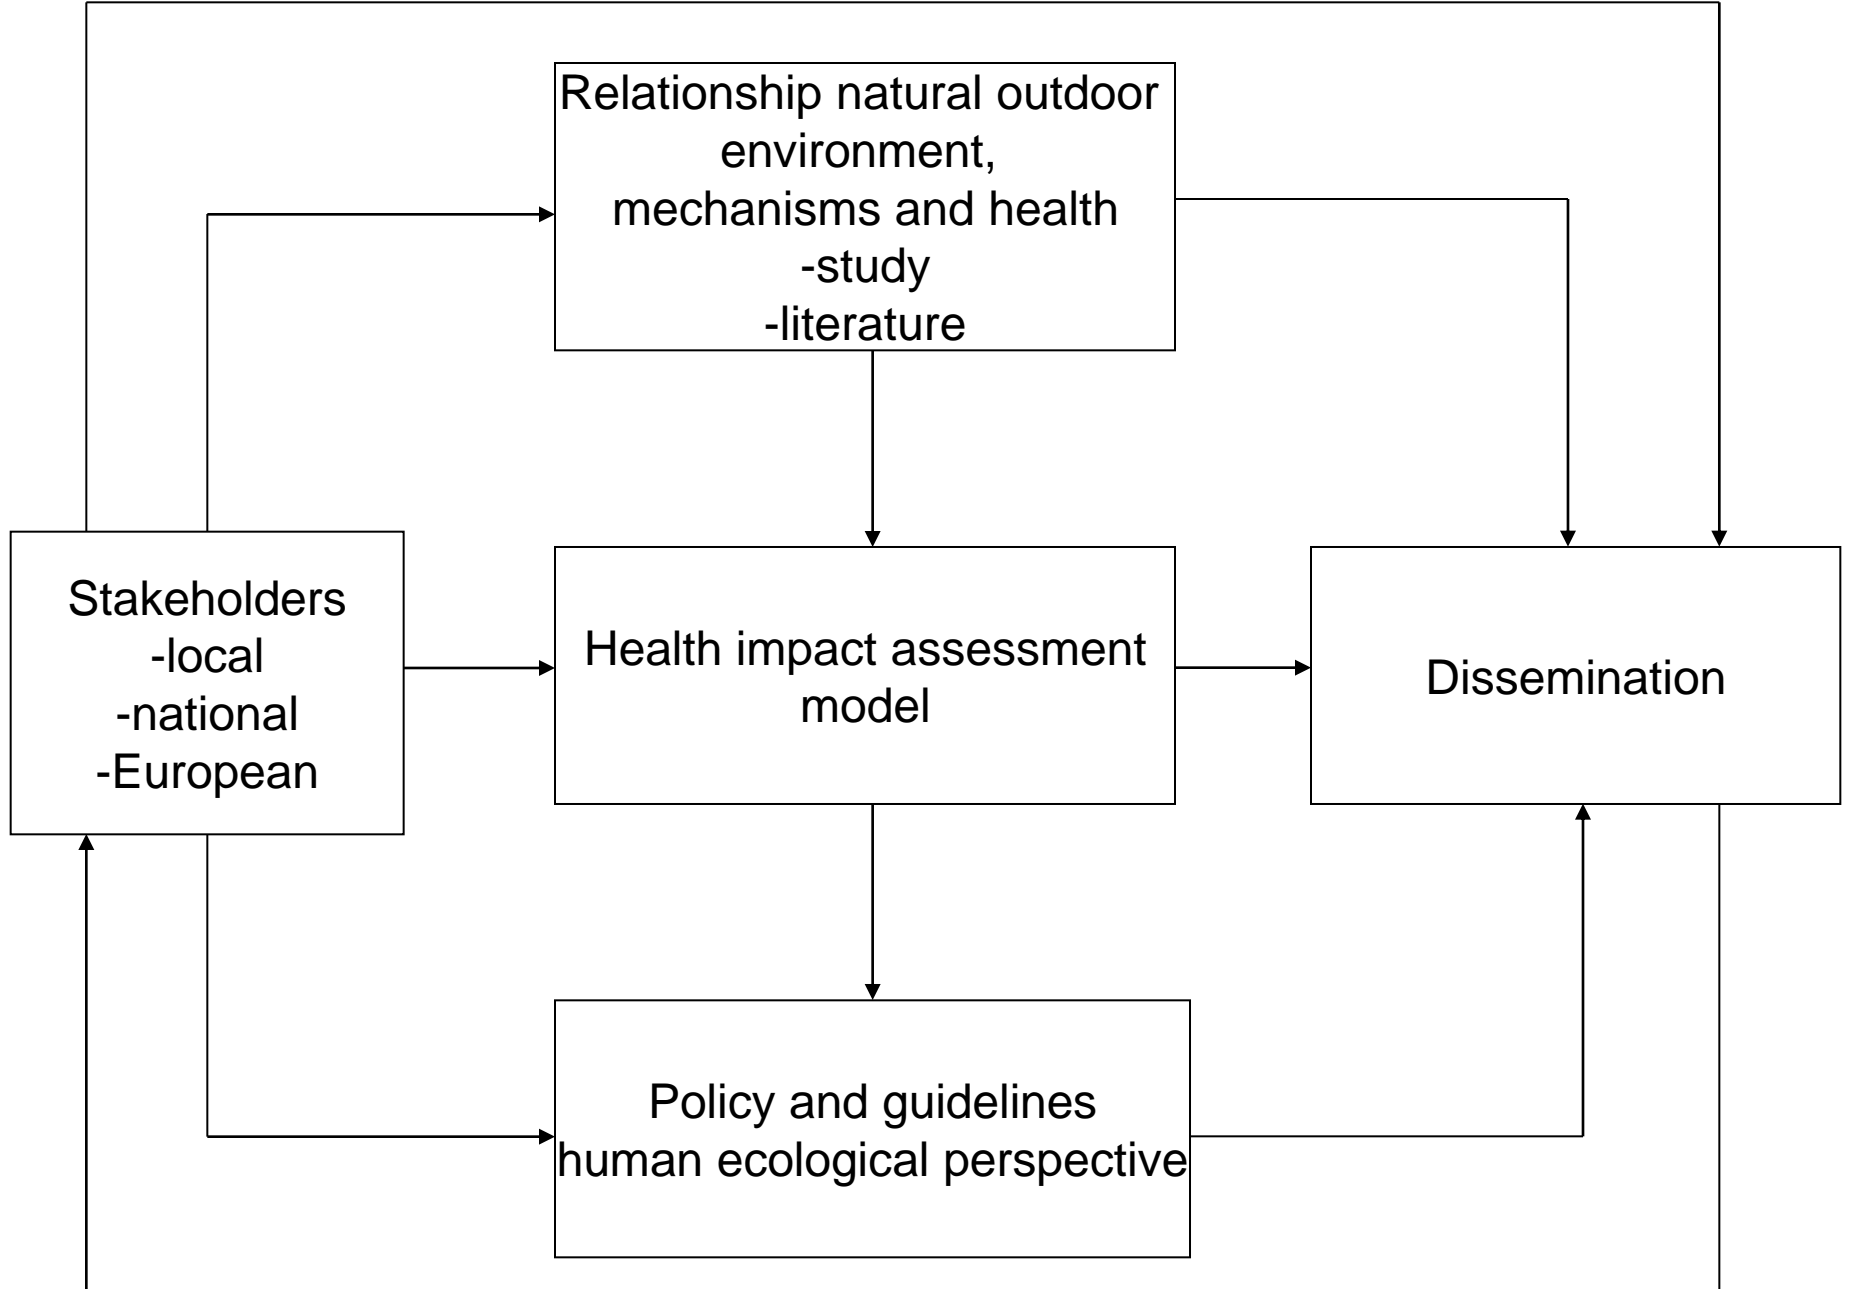 Relationship natural outdoor
environment,
mechanisms and health
-study
-literature
Stakeholders
-local
-national
-European
Health impact assessment
model
Dissemination
Policy and guidelines
human ecological perspective